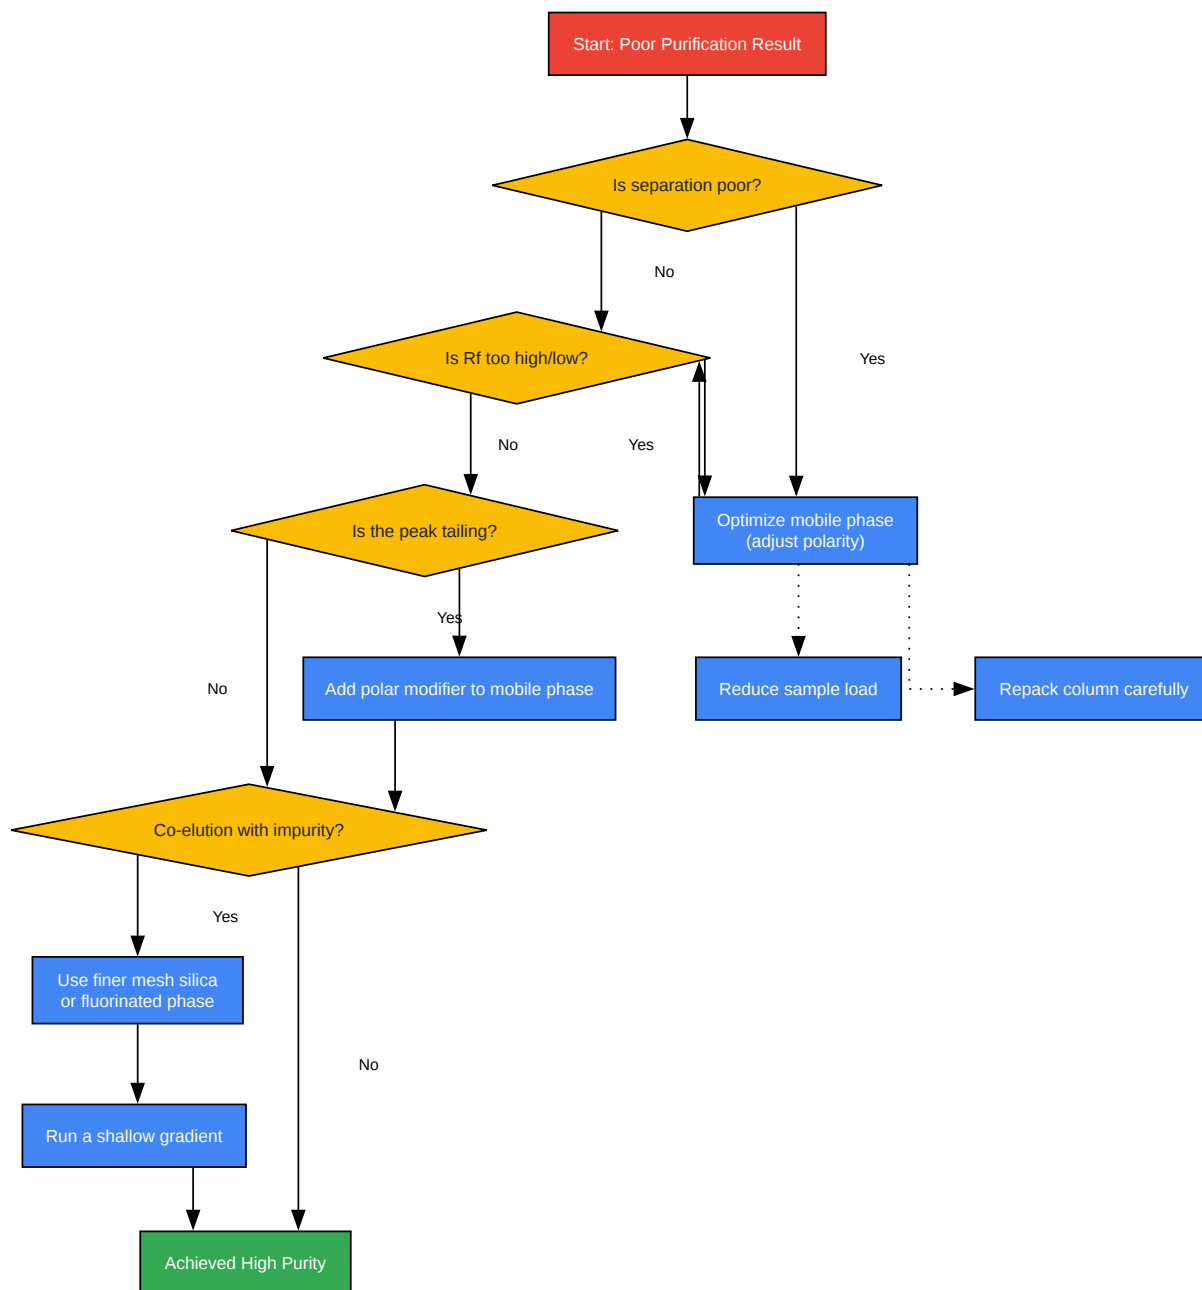 Start: Poor Purification Result
Is separation poor?
No
Is Rf too high/low?
Yes
No
Yes
Optimize mobile phase
(adjust polarity)
Is the peak tailing?
Yes
No
Add polar modifier to mobile phase
Reduce sample load
Repack column carefully
Co-elution with impurity?
Yes
Use finer mesh silica
or fluorinated phase
No
Run a shallow gradient
Achieved High Purity